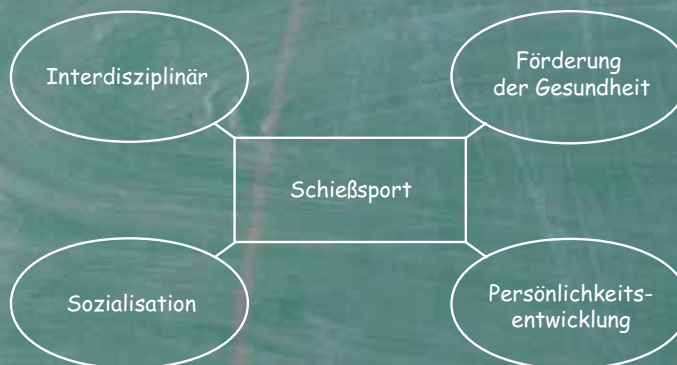 Interdisziplinär
Förderung
der Gesundheit
Schießsport
Sozialisation
Persönlichkeits-
entwicklung